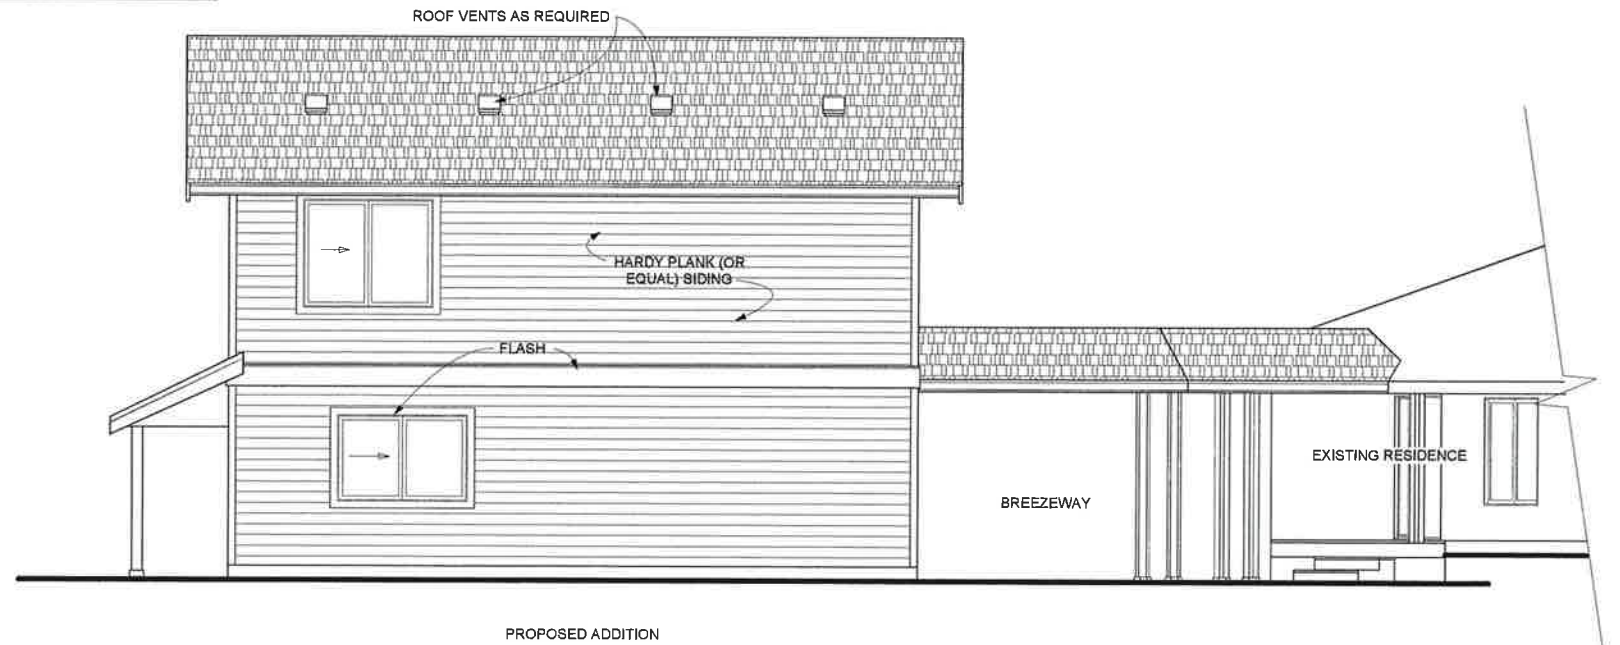 ROOF VENTS AS REQUIRED
HARDY PLANK (OR
EQUAL) SIDING
FLASH
EXISTING RESIDENCE
BREEZEWAY
PROPOSED ADDITION